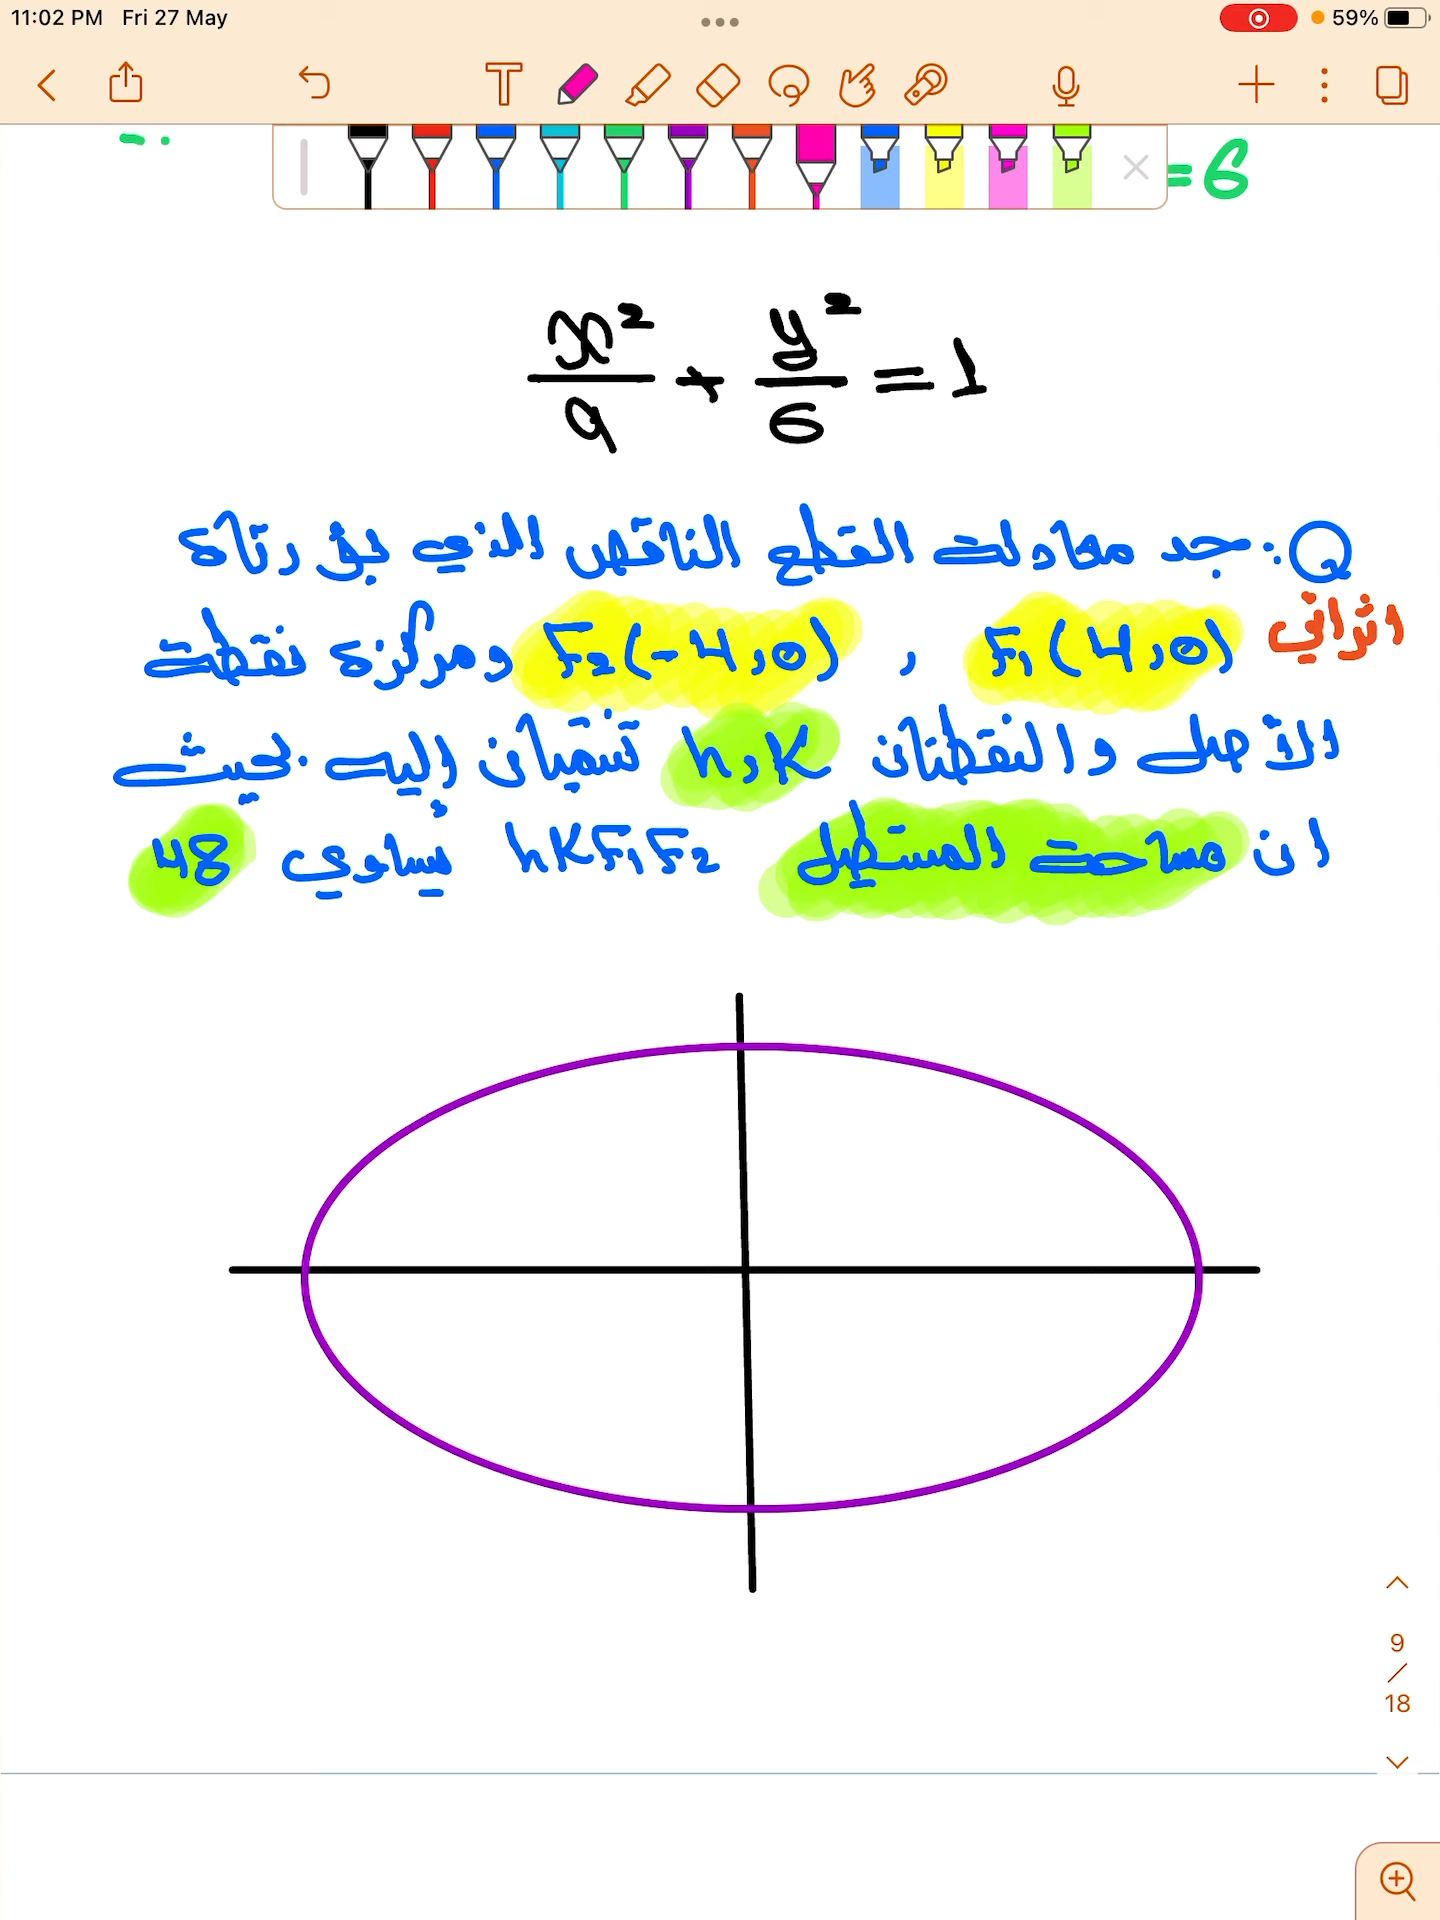 11:02 PM Fri 27 May
59%
=6
x²/9 + y²/6 = 1
Q: جد معادلة القطع الناقص الذي بؤرتاه
اثرائي
F₁(4,0) , F₂(-4,0) ومركزه نقطة
الأصل والنقطتان h,K تنتميان إليه بحيث
ان مساحة المستطيل hKF₁F₂ يساوي 48
9
/
18